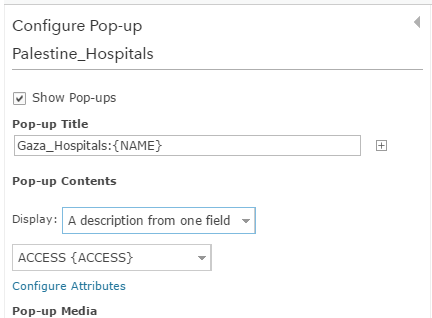 Configure Pop-up
Palestine_Hospitals
Show Pop-ups
Pop-up Title
Gaza_Hospitals:{NAME}
Pop-up Contents
Display: A description from one field
ACCESS {ACCESS}
Configure Attributes
Pop-up Media